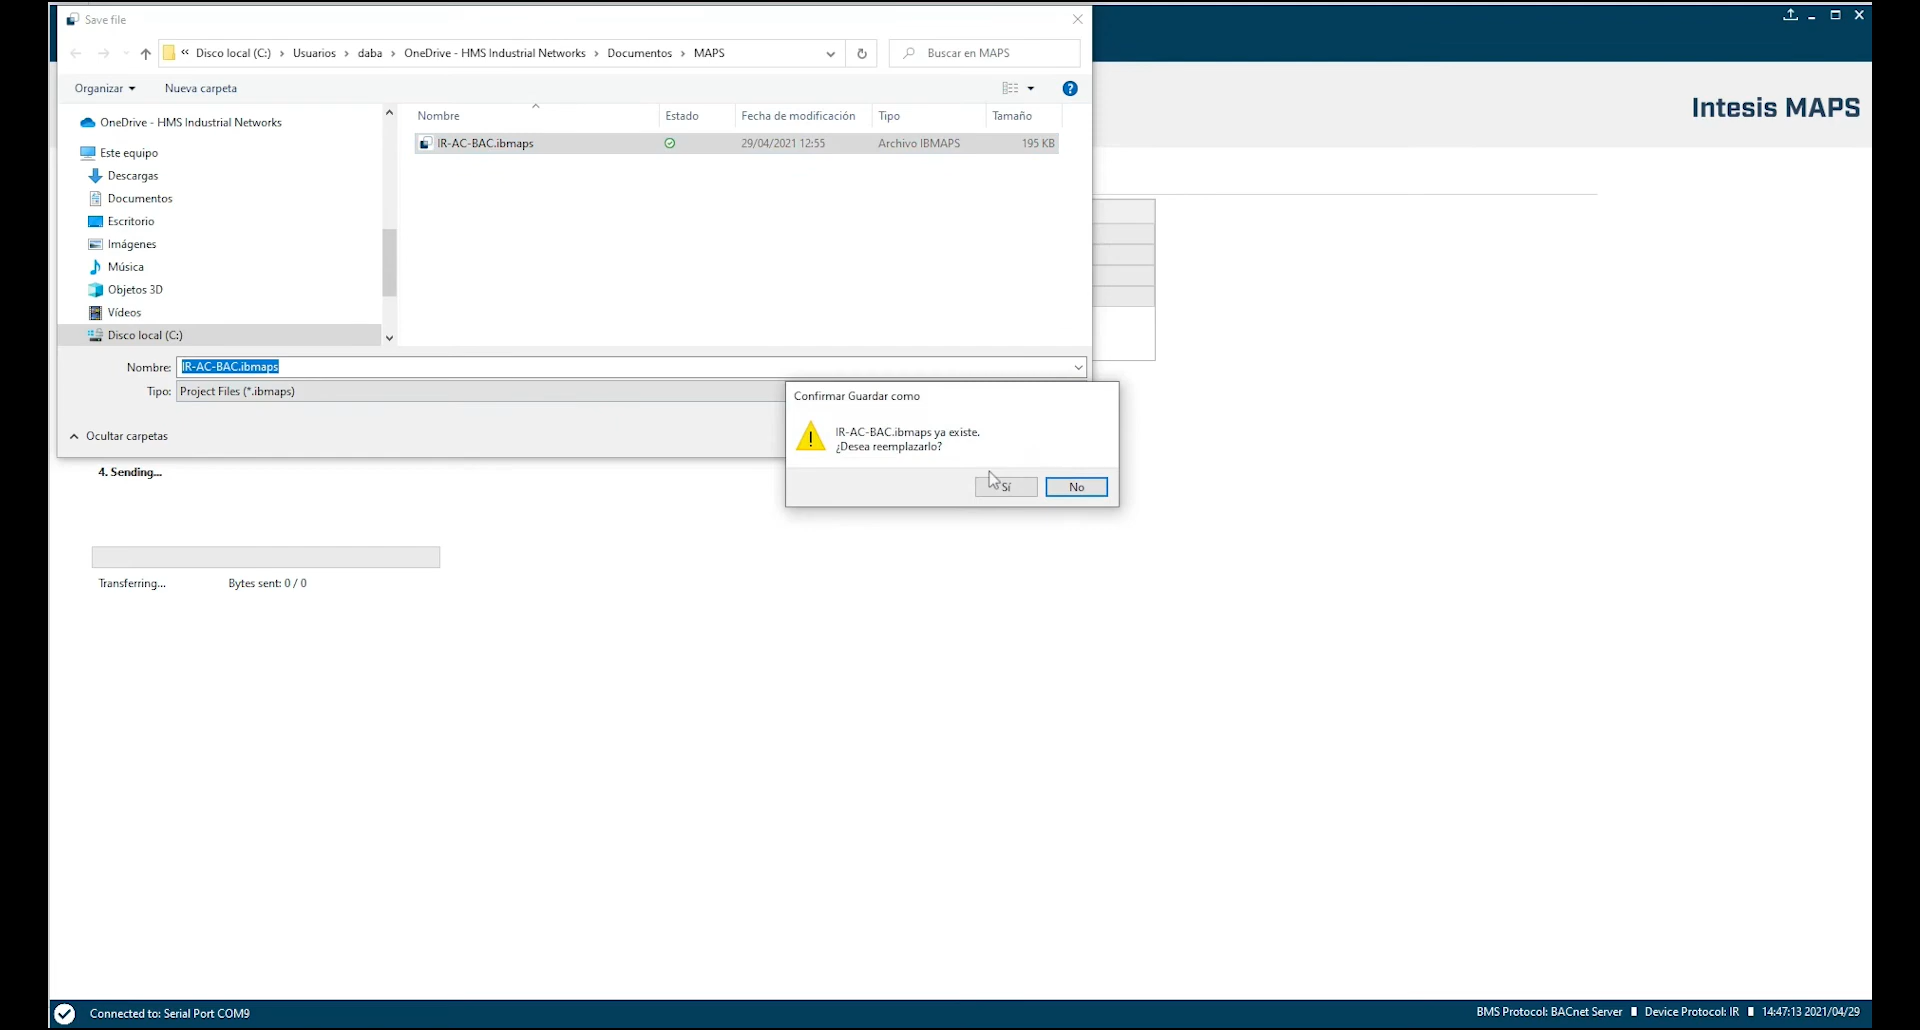 Save file
« Disco local (C:) › Usuarios › daba › OneDrive - HMS Industrial Networks › Documentos › MAPS
Buscar en MAPS
Organizar
Nueva carpeta
?
Intesis MAPS
OneDrive - HMS Industrial Networks
Este equipo
Descargas
Documentos
Escritorio
Imágenes
Música
Objetos 3D
Vídeos
Disco local (C:)
Nombre Estado Fecha de modificación Tipo Tamaño
IR-AC-BAC.ibmaps 29/04/2021 12:55 Archivo IBMAPS 195 KB
Nombre: IR-AC-BAC.ibmaps
Tipo: Project Files (*.ibmaps)
Ocultar carpetas
Confirmar Guardar como
IR-AC-BAC.ibmaps ya existe.
¿Desea reemplazarlo?
Sí
No
4. Sending...
Transferring... Bytes sent: 0 / 0
Connected to: Serial Port COM9
BMS Protocol: BACnet Server Device Protocol: IR 14:47:13 2021/04/29